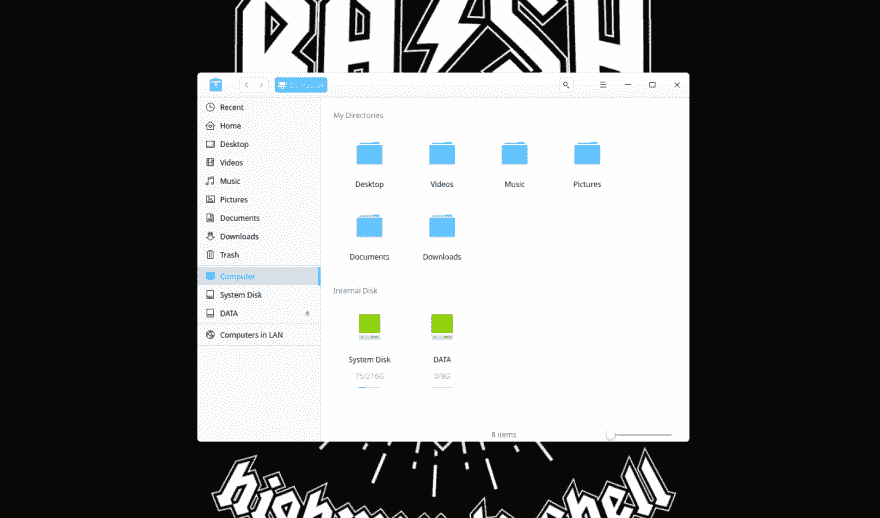 BASH
Computer
Recent
Home
Desktop
Videos
Music
Pictures
Documents
Downloads
Trash
Computer
System Disk
DATA
Computers in LAN
My Directories
Desktop Videos Music Pictures
Documents Downloads
Internal Disk
System Disk DATA
75/216G 0/8G
8 items